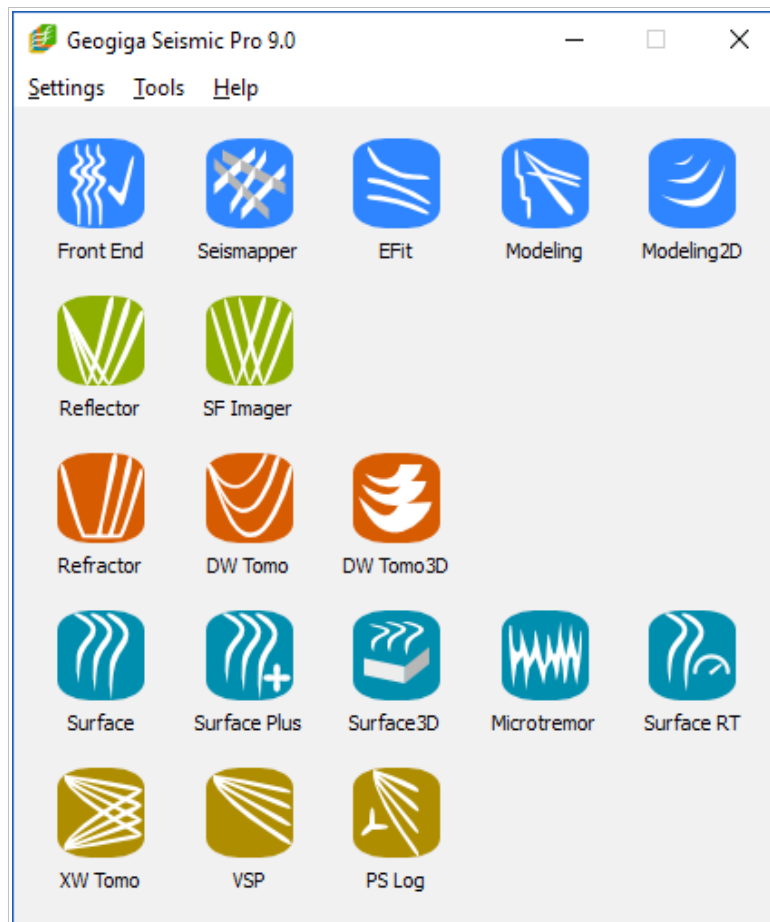 Geogiga Seismic Pro 9.0
Settings Tools Help
Front End Seismapper EFit Modeling Modeling2D
Reflector SF Imager
Refractor DW Tomo DW Tomo3D
Surface Surface Plus Surface3D Microtremor Surface RT
XW Tomo VSP PS Log